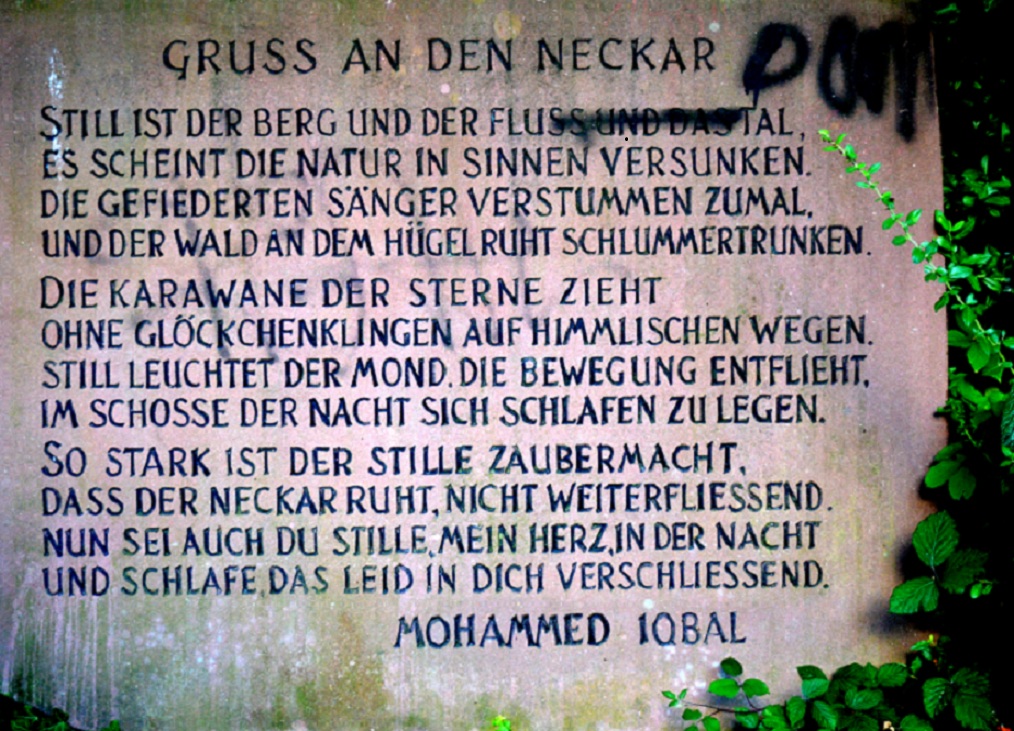 GRUSS AN DEN NECKAR
STILL IST DER BERG UND DER FLUSS UND DAS TAL,
ES SCHEINT DIE NATUR IN SINNEN VERSUNKEN.
DIE GEFIEDERTEN SÄNGER VERSTUMMEN ZUMAL,
UND DER WALD AN DEM HÜGEL RUHT SCHLUMMERTRUNKEN.
DIE KARAWANE DER STERNE ZIEHT
OHNE GLÖCKCHENKLINGEN AUF HIMMLISCHEN WEGEN.
STILL LEUCHTET DER MOND. DIE BEWEGUNG ENTFLIEHT,
IM SCHOSSE DER NACHT SICH SCHLAFEN ZU LEGEN.
SO STARK IST DER STILLE ZAUBERMACHT,
DASS DER NECKAR RUHT, NICHT WEITERFLIESSEND.
NUN SEI AUCH DU STILLE, MEIN HERZ, IN DER NACHT
UND SCHLAFE, DAS LEID IN DICH VERSCHLIESSEND.
MOHAMMED IQBAL